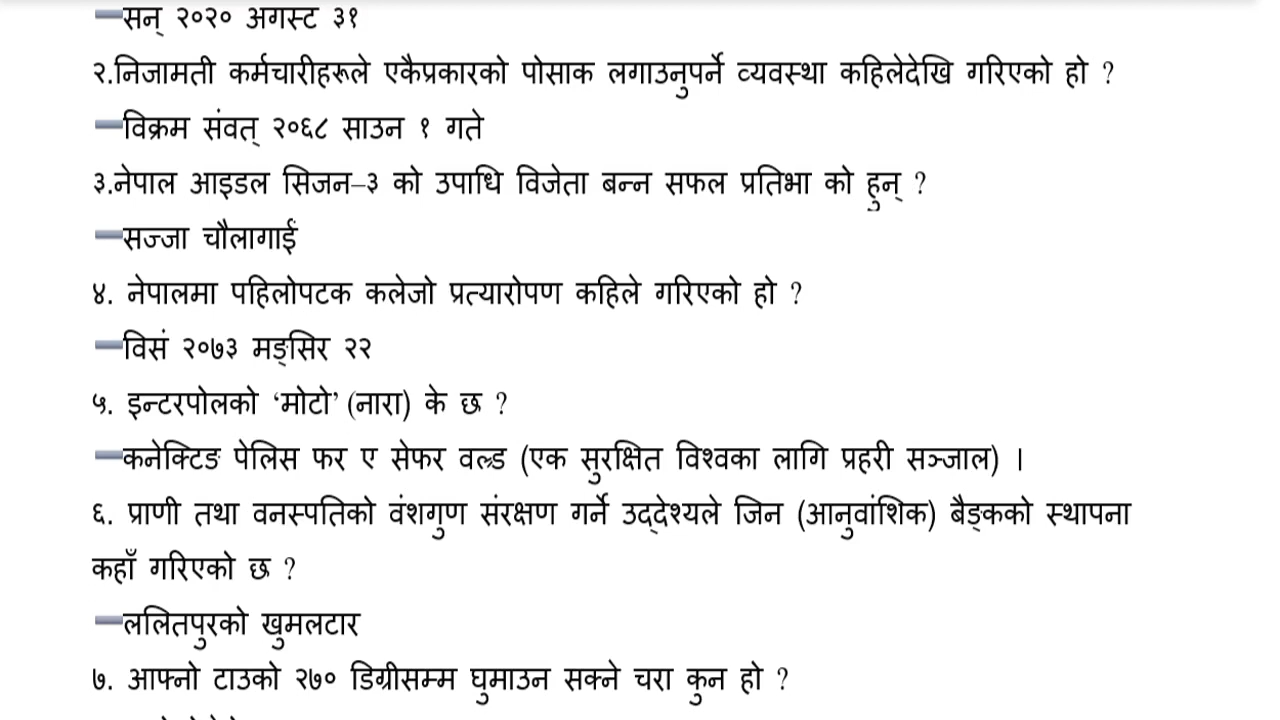 —सन् २०२० अगस्ट ३१
२.निजामती कर्मचारीहरूले एकैप्रकारको पोसाक लगाउनुपर्ने व्यवस्था कहिलेदेखि गरिएको हो ?
—विक्रम संवत् २०६८ साउन १ गते
३.नेपाल आइडल सिजन–३ को उपाधि विजेता बन्न सफल प्रतिभा को हुन् ?
—सज्जा चौलागाईं
४. नेपालमा पहिलोपटक कलेजो प्रत्यारोपण कहिले गरिएको हो ?
—विसं २०७३ मङ्सिर २२
५. इन्टरपोलको ‘मोटो’ (नारा) के छ ?
—कनेक्टिङ पेलिस फर ए सेफर वर्ल्ड (एक सुरक्षित विश्वका लागि प्रहरी सञ्जाल) ।
६. प्राणी तथा वनस्पतिको वंशगुण संरक्षण गर्ने उद्देश्यले जिन (आनुवांशिक) बैङ्कको स्थापना
कहाँ गरिएको छ ?
—ललितपुरको खुमलटार
७. आफ्नो टाउको २७० डिग्रीसम्म घुमाउन सक्ने चरा कुन हो ?